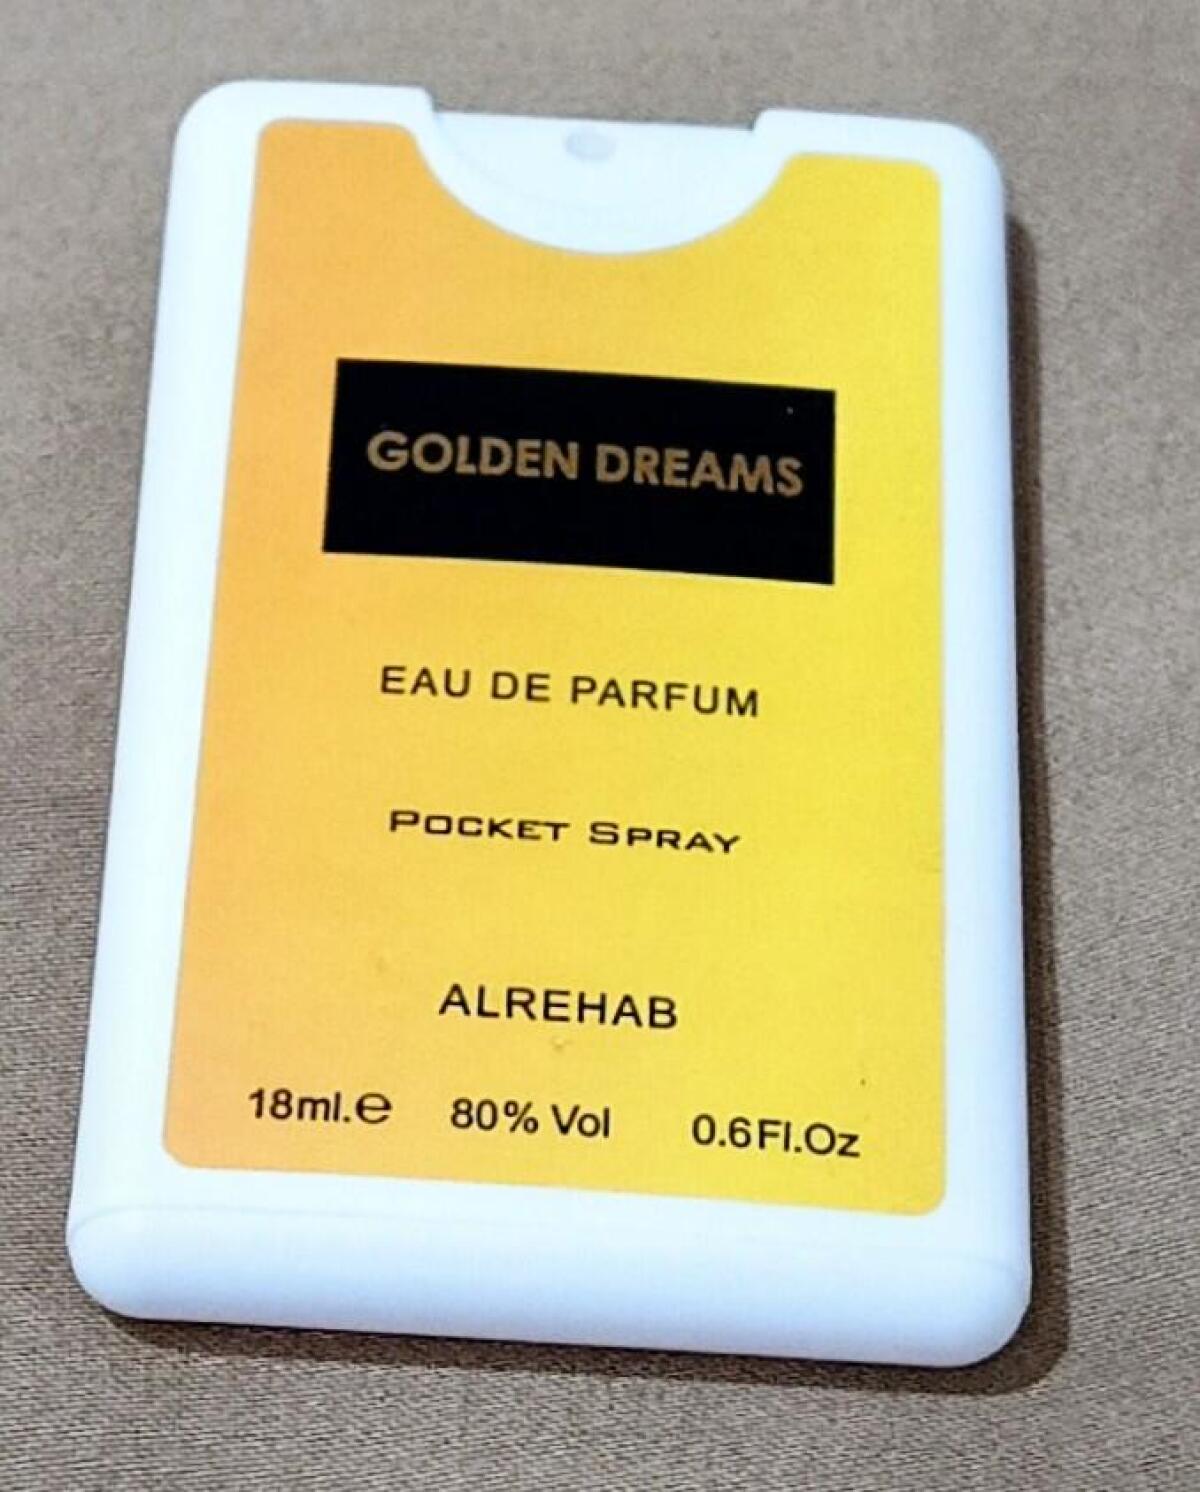 GOLDEN DREAMS
EAU DE PARFUM
POCKET SPRAY
ALREHAB
18ml.e 80% Vol 0.6Fl.Oz